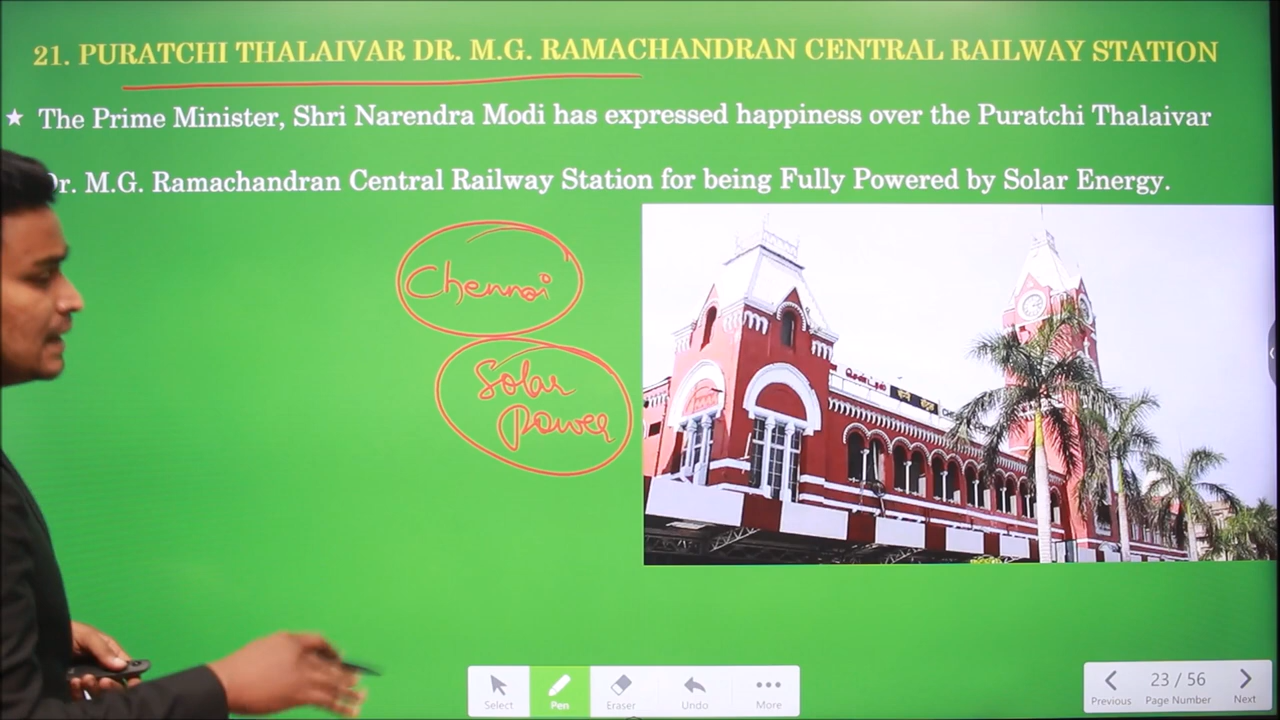 21. PURATCHI THALAIVAR DR. M.G. RAMACHANDRAN CENTRAL RAILWAY STATION
★ The Prime Minister, Shri Narendra Modi has expressed happiness over the Puratchi Thalaivar
Dr. M.G. Ramachandran Central Railway Station for being Fully Powered by Solar Energy.
Chennai
Solar
Power
சென்ட்ரல்
Select
Pen
Eraser
Undo
More
Previous
23 / 56
Page Number
Next